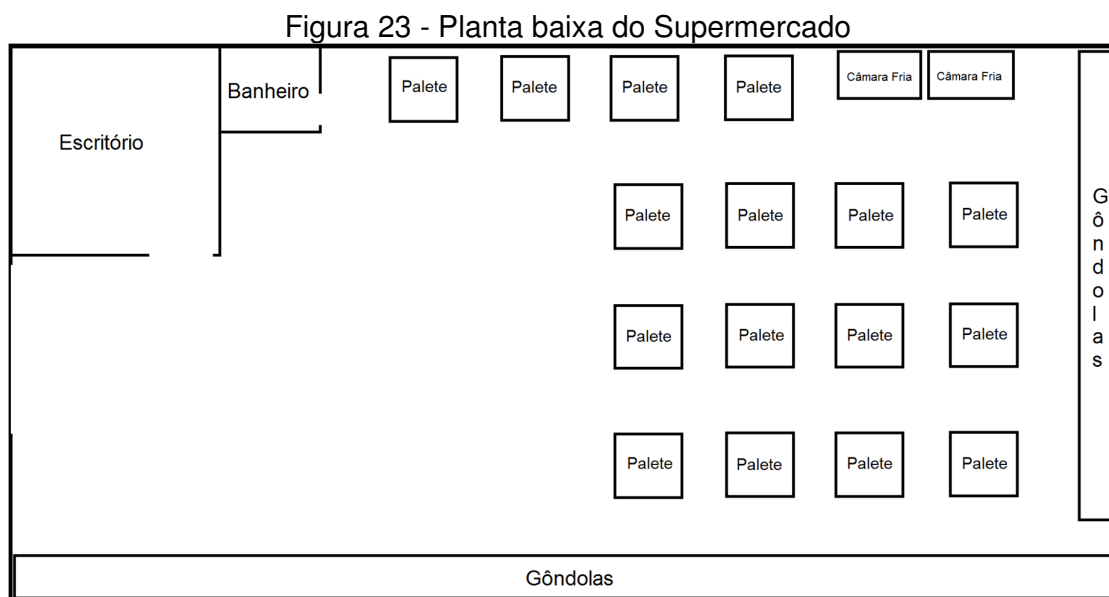 Figura 23 - Planta baixa do Supermercado
Escritório
Banheiro
Palete
Palete
Palete
Palete
Câmara Fria
Câmara Fria
Palete
Palete
Palete
Palete
Palete
Palete
Palete
Palete
Palete
Palete
Palete
Palete
Gôndolas
Gôndolas